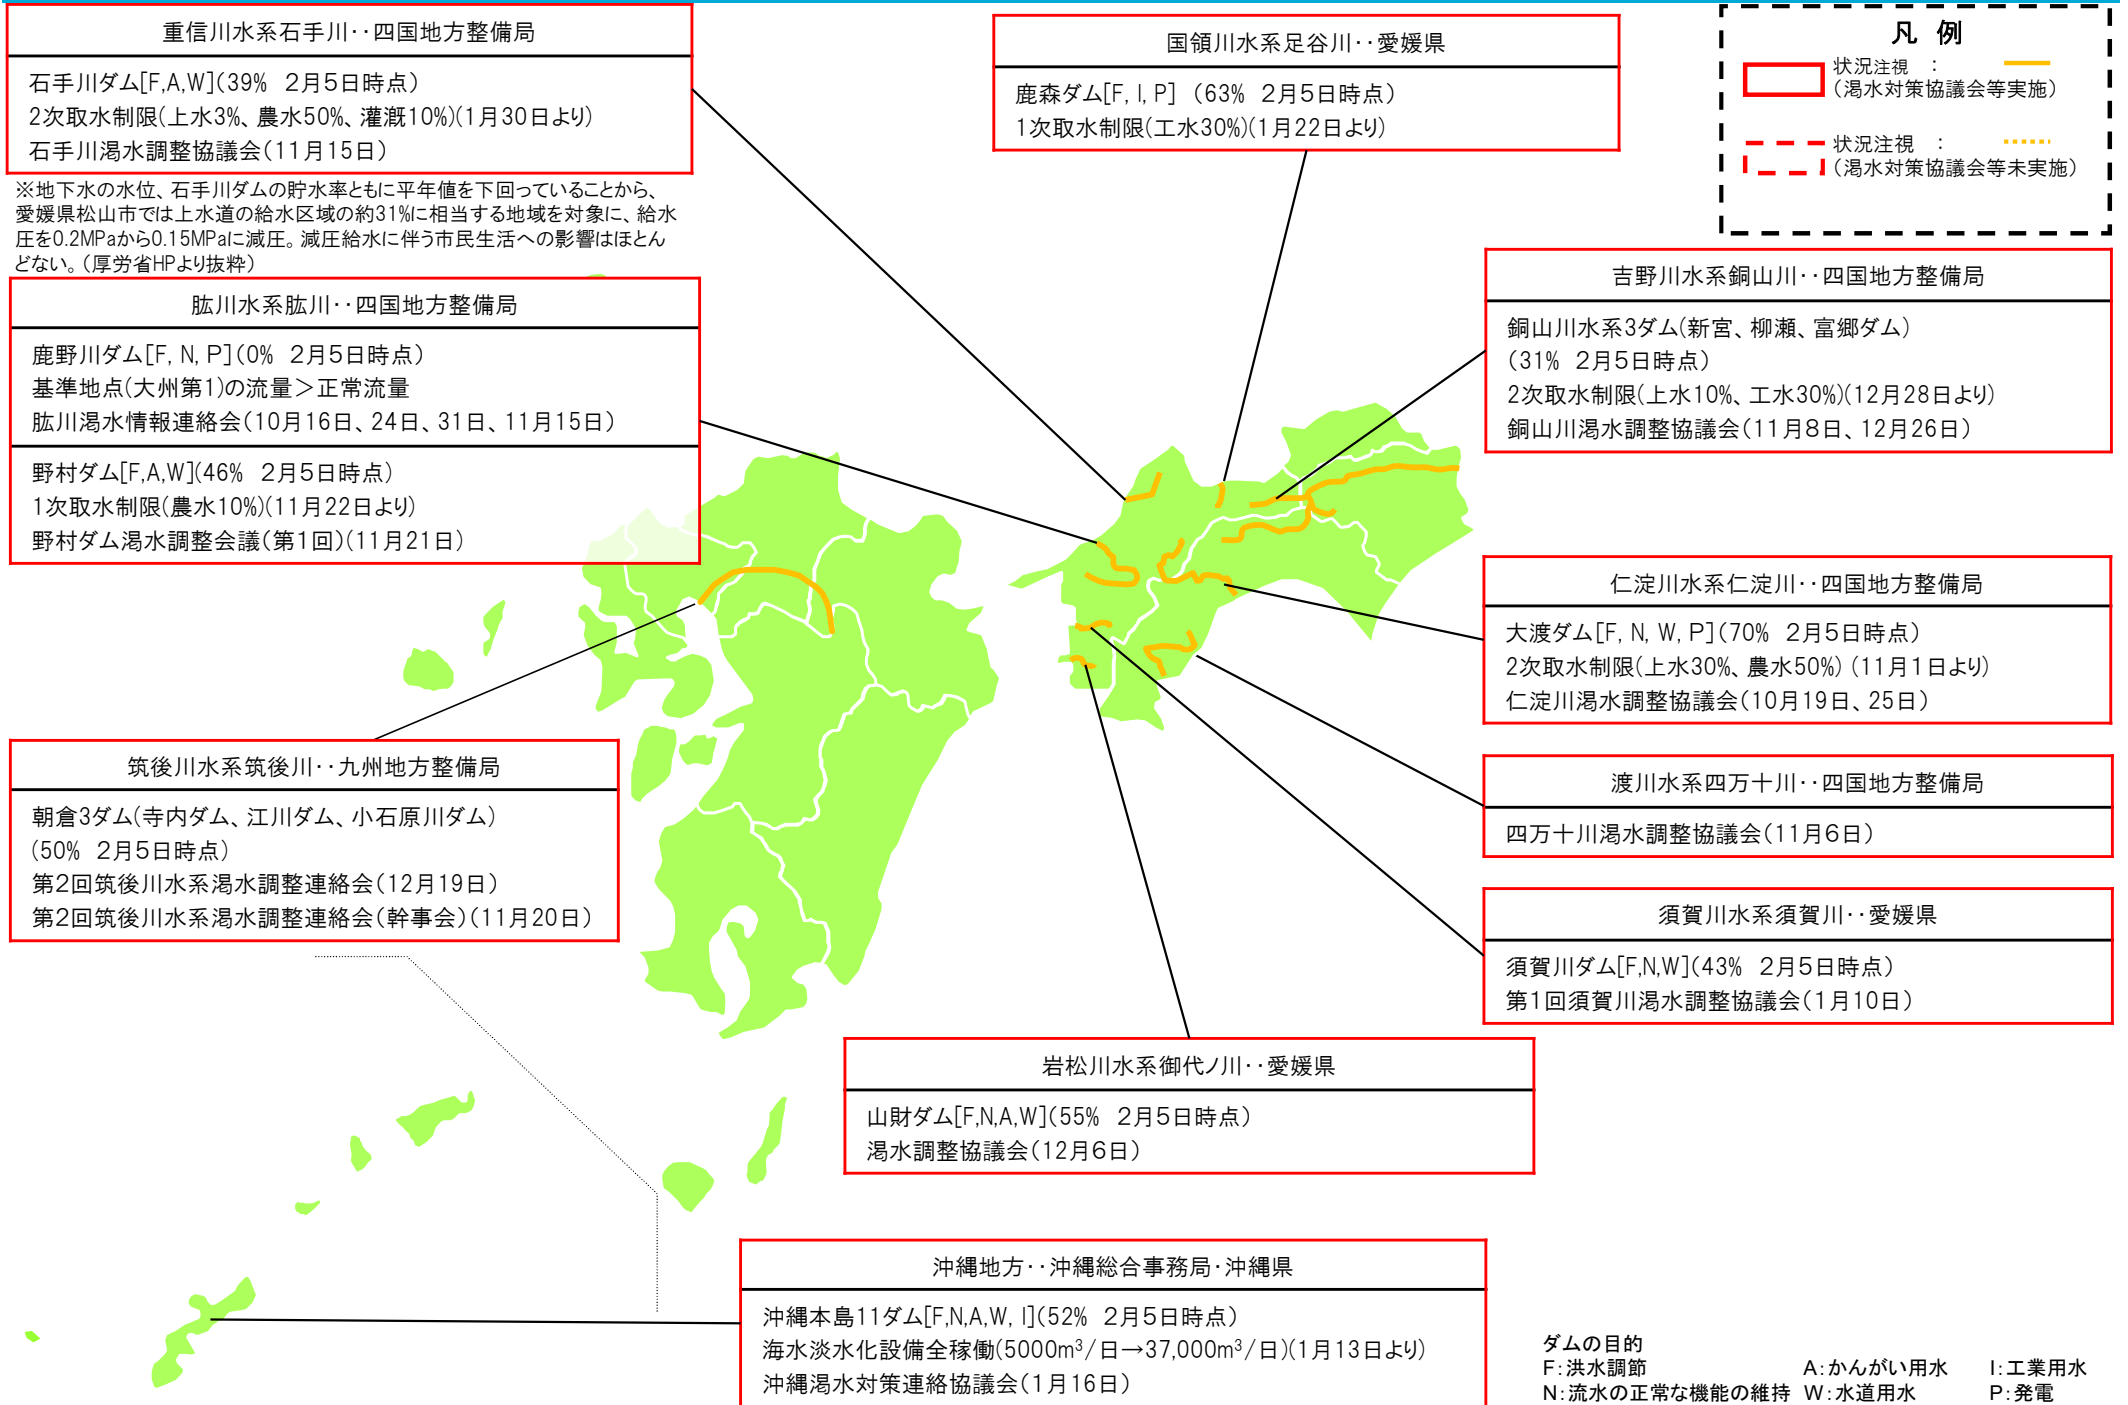 重信川水系石手川‥四国地方整備局
石手川ダム[F,A,W](39% 2月5日時点)
2次取水制限(上水3%、農水50%、灌漑10%)(1月30日より)
石手川渇水調整協議会(11月15日)
※地下水の水位、石手川ダムの貯水率ともに平年値を下回っていることから、
愛媛県松山市では上水道の給水区域の約31%に相当する地域を対象に、給水
圧を0.2MPaから0.15MPaに減圧。減圧給水に伴う市民生活への影響はほとん
どない。(厚労省HPより抜粋)
国領川水系足谷川‥愛媛県
鹿森ダム[F, I, P] (63% 2月5日時点)
1次取水制限(工水30%)(1月22日より)
凡 例
状況注視 :
(渇水対策協議会等実施)
状況注視 :
(渇水対策協議会等未実施)
肱川水系肱川‥四国地方整備局
鹿野川ダム[F, N, P](0% 2月5日時点)
基準地点(大州第1)の流量>正常流量
肱川渇水情報連絡会(10月16日、24日、31日、11月15日)
野村ダム[F,A,W](46% 2月5日時点)
1次取水制限(農水10%)(11月22日より)
野村ダム渇水調整会議(第1回)(11月21日)
吉野川水系銅山川‥四国地方整備局
銅山川水系3ダム(新宮、柳瀬、富郷ダム)
(31% 2月5日時点)
2次取水制限(上水10%、工水30%)(12月28日より)
銅山川渇水調整協議会(11月8日、12月26日)
仁淀川水系仁淀川‥四国地方整備局
大渡ダム[F, N, W, P](70% 2月5日時点)
2次取水制限(上水30%、農水50%) (11月1日より)
仁淀川渇水調整協議会(10月19日、25日)
筑後川水系筑後川‥九州地方整備局
朝倉3ダム(寺内ダム、江川ダム、小石原川ダム)
(50% 2月5日時点)
第2回筑後川水系渇水調整連絡会(12月19日)
第2回筑後川水系渇水調整連絡会(幹事会)(11月20日)
渡川水系四万十川‥四国地方整備局
四万十川渇水調整協議会(11月6日)
須賀川水系須賀川‥愛媛県
須賀川ダム[F,N,W](43% 2月5日時点)
第1回須賀川渇水調整協議会(1月10日)
岩松川水系御代ノ川‥愛媛県
山財ダム[F,N,A,W](55% 2月5日時点)
渇水調整協議会(12月6日)
沖縄地方‥沖縄総合事務局・沖縄県
沖縄本島11ダム[F,N,A,W, I](52% 2月5日時点)
海水淡水化設備全稼働(5000m³/日→37,000m³/日)(1月13日より)
沖縄渇水対策連絡協議会(1月16日)
ダムの目的
F:洪水調節 A:かんがい用水 I:工業用水
N:流水の正常な機能の維持 W:水道用水 P:発電